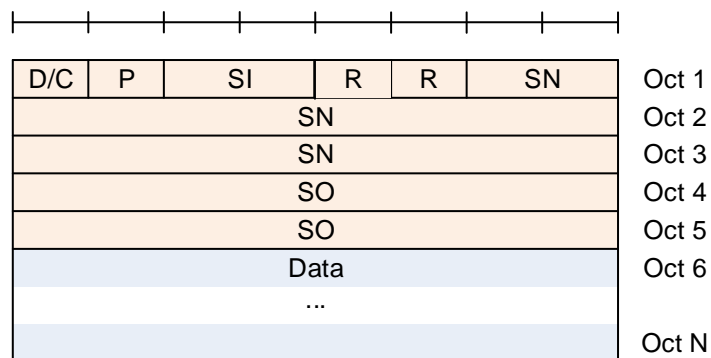 D/C P SI R R SN Oct 1
SN Oct 2
SN Oct 3
SO Oct 4
SO Oct 5
Data Oct 6
...
Oct N